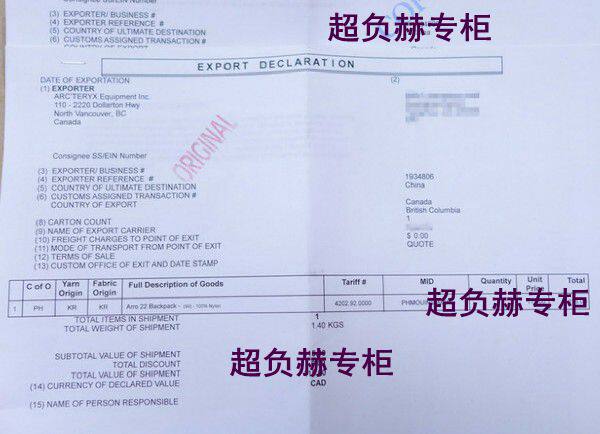 Consignee SS/EIN Number
(3) EXPORTER/ BUSINESS #
(4) EXPORTER REFERENCE #
(5) COUNTRY OF ULTIMATE DESTINATION
(6) CUSTOMS ASSIGNED TRANSACTION #
COUNTRY OF EXPORT
超负赫专柜
EXPORT DECLARATION
DATE OF EXPORTATION
(2)
(1) EXPORTER
ARC'TERYX Equipment Inc.
110 - 2220 Dollarton Hwy
North Vancouver, BC
Canada
ORIGINAL
Consignee SS/EIN Number
(3) EXPORTER/ BUSINESS #
(4) EXPORTER REFERENCE # 1934806
(5) COUNTRY OF ULTIMATE DESTINATION China
(6) CUSTOMS ASSIGNED TRANSACTION #
COUNTRY OF EXPORT Canada
British Columbia
(8) CARTON COUNT 1
(9) NAME OF EXPORT CARRIER
(10) FREIGHT CHARGES TO POINT OF EXIT $ 0.00
(11) MODE OF TRANSPORT FROM POINT OF EXIT QUOTE
(12) TERMS OF SALE
(13) CUSTOM OFFICE OF EXIT AND DATE STAMP
C of O Yarn Origin Fabric Origin Full Description of Goods Tariff # MID Quantity Unit Price Total
1 PH KR KR Arro 22 Backpack - (W) - 100% Nylon 4202.92.0000
超负赫专柜
TOTAL ITEMS IN SHIPMENT 1
TOTAL WEIGHT OF SHIPMENT 1.40 KGS
SUBTOTAL VALUE OF SHIPMENT
TOTAL DISCOUNT
超负赫专柜
TOTAL VALUE OF SHIPMENT
(14) CURRENCY OF DECLARED VALUE CAD
(15) NAME OF PERSON RESPONSIBLE